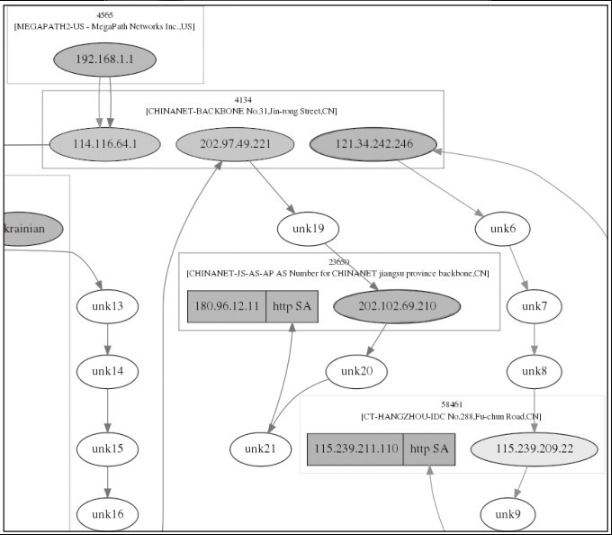 4565
[MEGAPATH2-US - MegaPath Networks Inc.,US]
192.168.1.1
4134
[CHINANET-BACKBONE No.31,Jin-rong Street,CN]
114.116.64.1
202.97.49.221
121.34.242.246
krainian
unk19
unk6
23650
[CHINANET-JS-AS-AP AS Number for CHINANET jiangsu province backbone,CN]
180.96.12.11
http SA
202.102.69.210
unk13
unk7
unk14
unk20
unk8
58461
[CT-HANGZHOU-IDC No.288,Fu-chun Road,CN]
unk15
unk21
115.239.211.110
http SA
115.239.209.22
unk16
unk9